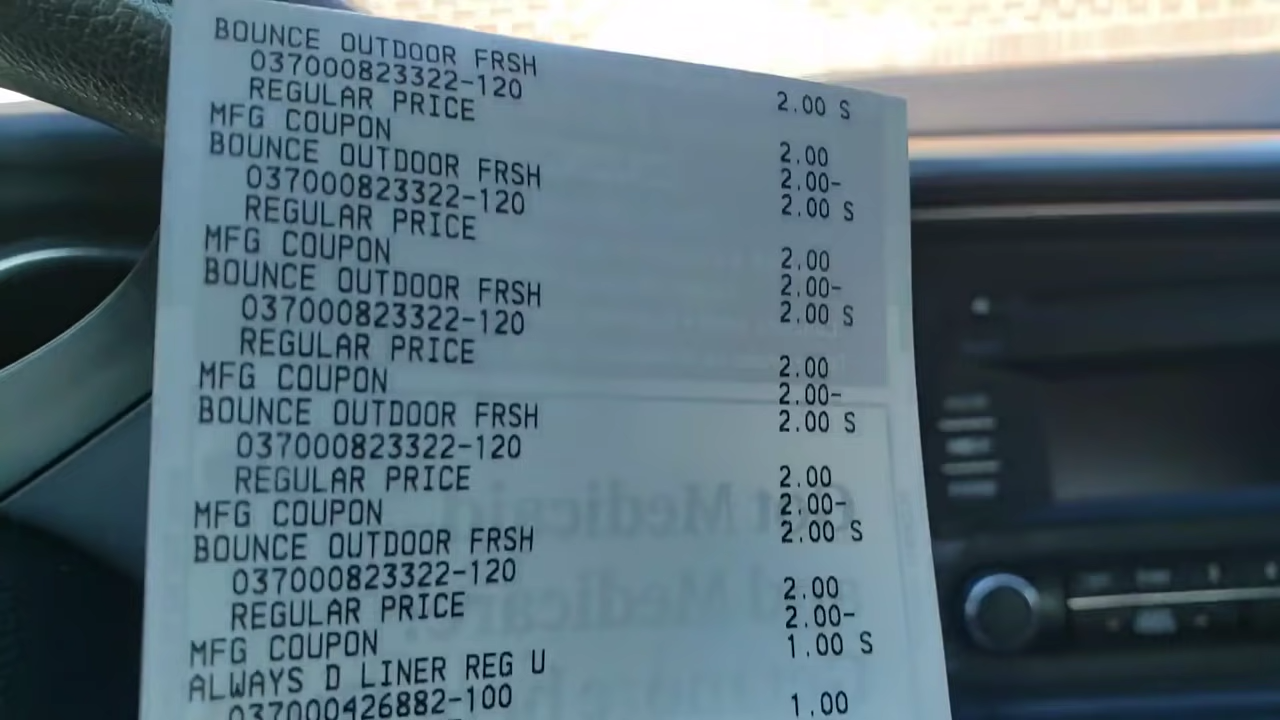 BOUNCE OUTDOOR FRSH 2.00 S
037000823322-120
REGULAR PRICE 2.00
MFG COUPON 2.00-
BOUNCE OUTDOOR FRSH 2.00 S
037000823322-120
REGULAR PRICE 2.00
MFG COUPON 2.00-
BOUNCE OUTDOOR FRSH 2.00 S
037000823322-120
REGULAR PRICE 2.00
MFG COUPON 2.00-
BOUNCE OUTDOOR FRSH 2.00 S
037000823322-120
REGULAR PRICE 2.00
MFG COUPON 2.00-
BOUNCE OUTDOOR FRSH 2.00 S
037000823322-120
REGULAR PRICE 2.00
MFG COUPON 2.00-
ALWAYS D LINER REG U 1.00 S
037000426882-100
1.00